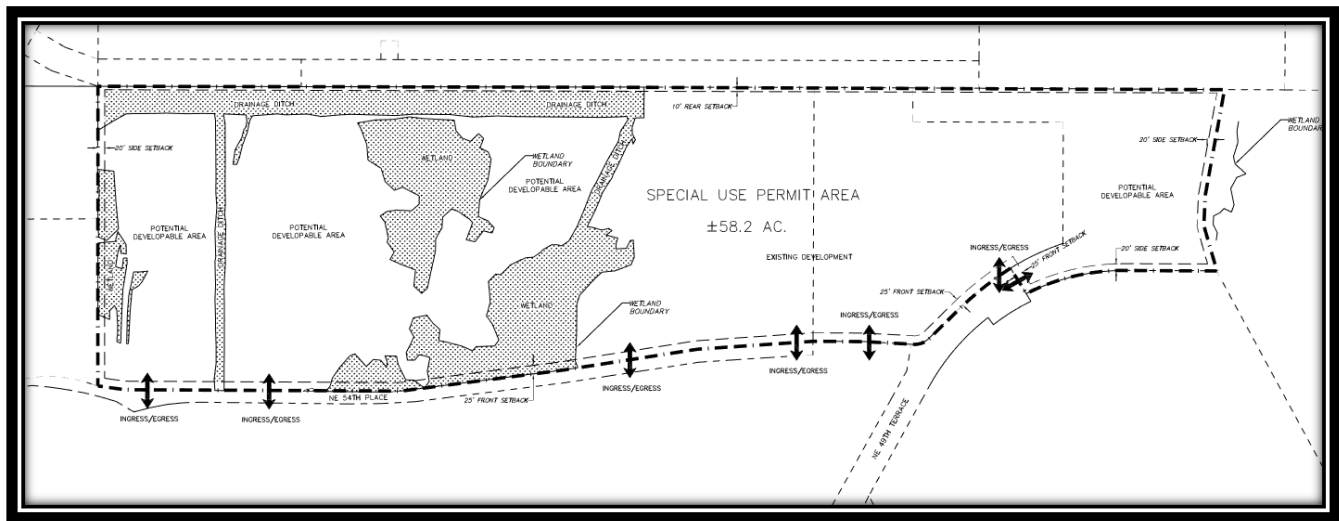 DRAINAGE DITCH
DRAINAGE DITCH
10' REAR SETBACK
WETLAND
BOUNDARY
20' SIDE SETBACK
20' SIDE SETBACK
WETLAND
WETLAND
BOUNDARY
DRAINAGE DITCH
POTENTIAL
DEVELOPABLE AREA
POTENTIAL
DEVELOPABLE AREA
SPECIAL USE PERMIT AREA
±58.2 AC.
POTENTIAL
DEVELOPABLE AREA
POTENTIAL
DEVELOPABLE AREA
DRAINAGE DITCH
INGRESS/EGRESS
25' FRONT SETBACK
20' SIDE SETBACK
EXISTING DEVELOPMENT
WETLAND
25' FRONT SETBACK
WETLAND
WETLAND
BOUNDARY
INGRESS/EGRESS
INGRESS/EGRESS
INGRESS/EGRESS
NE 54TH PLACE
25' FRONT SETBACK
INGRESS/EGRESS
INGRESS/EGRESS
NE 49TH TERRACE